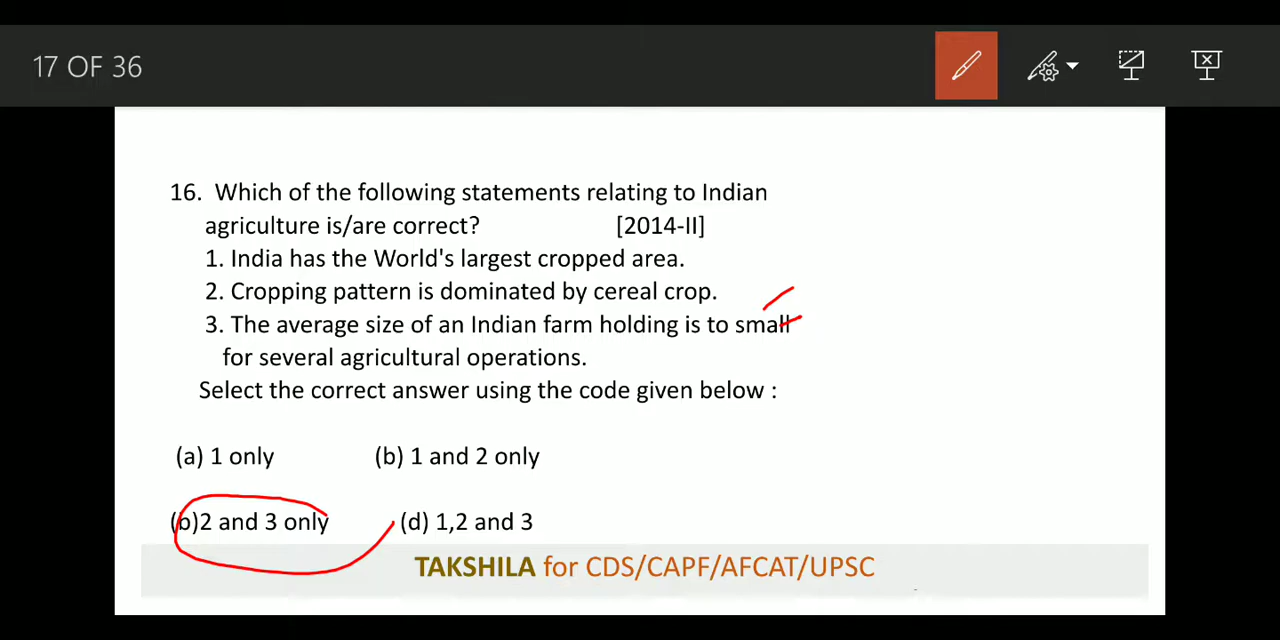 17 OF 36
16. Which of the following statements relating to Indian
agriculture is/are correct? [2014-II]
1. India has the World's largest cropped area.
2. Cropping pattern is dominated by cereal crop.
3. The average size of an Indian farm holding is to small
for several agricultural operations.
Select the correct answer using the code given below :
(a) 1 only (b) 1 and 2 only
(b)2 and 3 only (d) 1,2 and 3
TAKSHILA for CDS/CAPF/AFCAT/UPSC